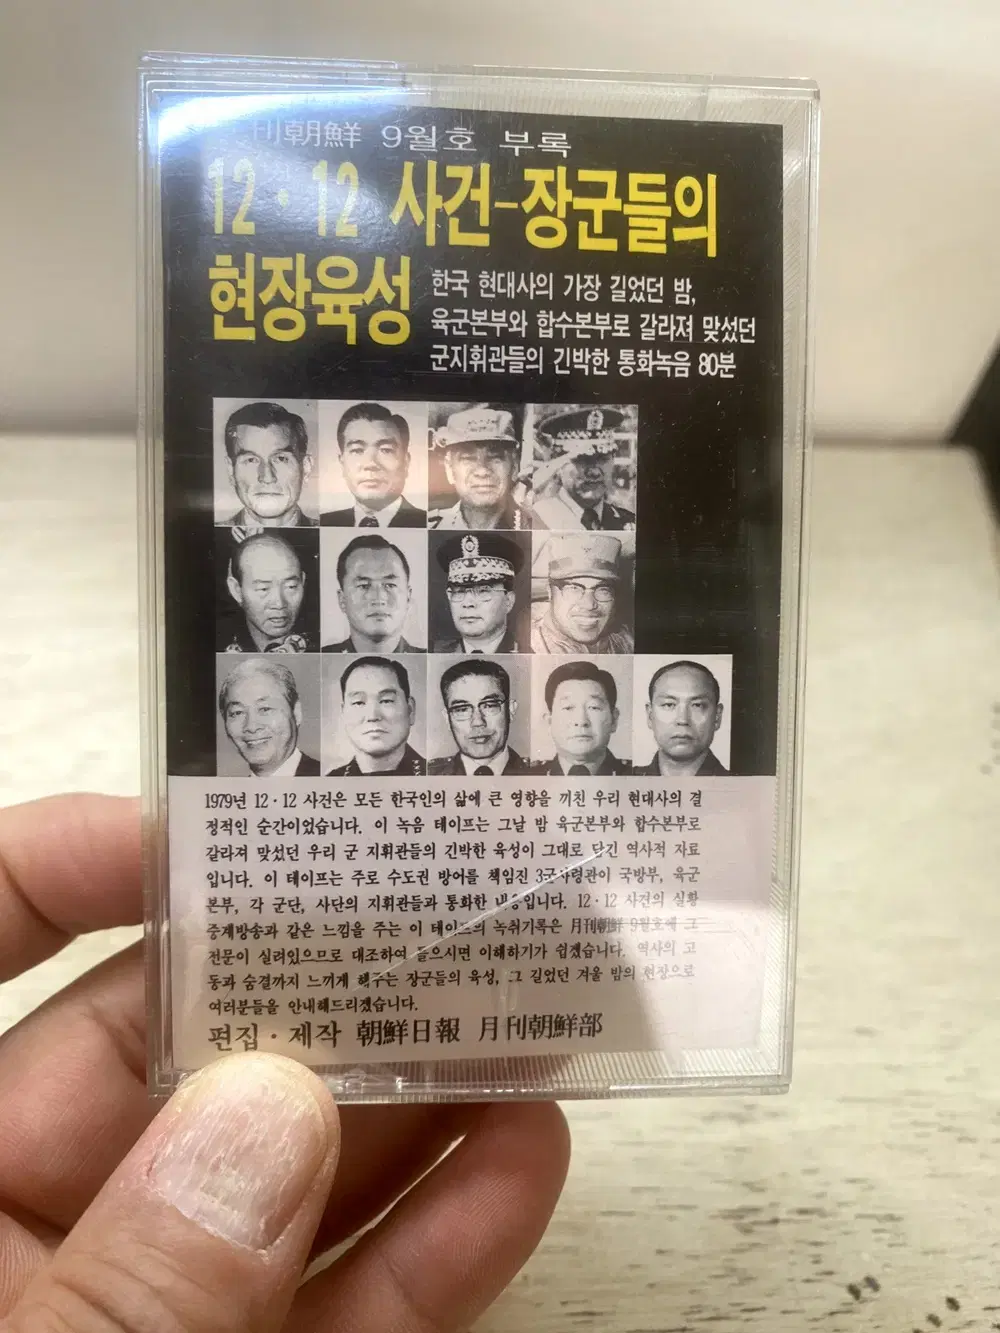 刊朝鮮 9월호 부록
12·12 사건-장군들의
현장육성
한국 현대사의 가장 길었던 밤,
육군본부와 합수본부로 갈라져 맞섰던
군지휘관들의 긴박한 통화녹음 80분
1979년 12·12 사건은 모든 한국인의 삶에 큰 영향을 끼친 우리 현대사의 결
정적인 순간이었습니다. 이 녹음 테이프는 그날 밤 육군본부와 합수본부로
갈라져 맞섰던 우리 군 지휘관들의 긴박한 육성이 그대로 담긴 역사적 자료
입니다. 이 테이프는 주로 수도권 방어를 책임진 3군사령관이 국방부, 육군
본부, 각 군단, 사단의 지휘관들과 통화한 내용입니다. 12·12 사건의 실황
중계방송과 같은 느낌을 주는 이 테이프의 녹취기록은 月刊朝鮮 9월호에 그
전문이 실려있으므로 대조하여 들으시면 이해하기가 쉽겠습니다. 역사의 고
동과 숨결까지 느끼게 해주는 장군들의 육성, 그 길었던 겨울 밤의 현장으로
여러분들을 안내해드리겠습니다.
편집·제작 朝鮮日報 月刊朝鮮部